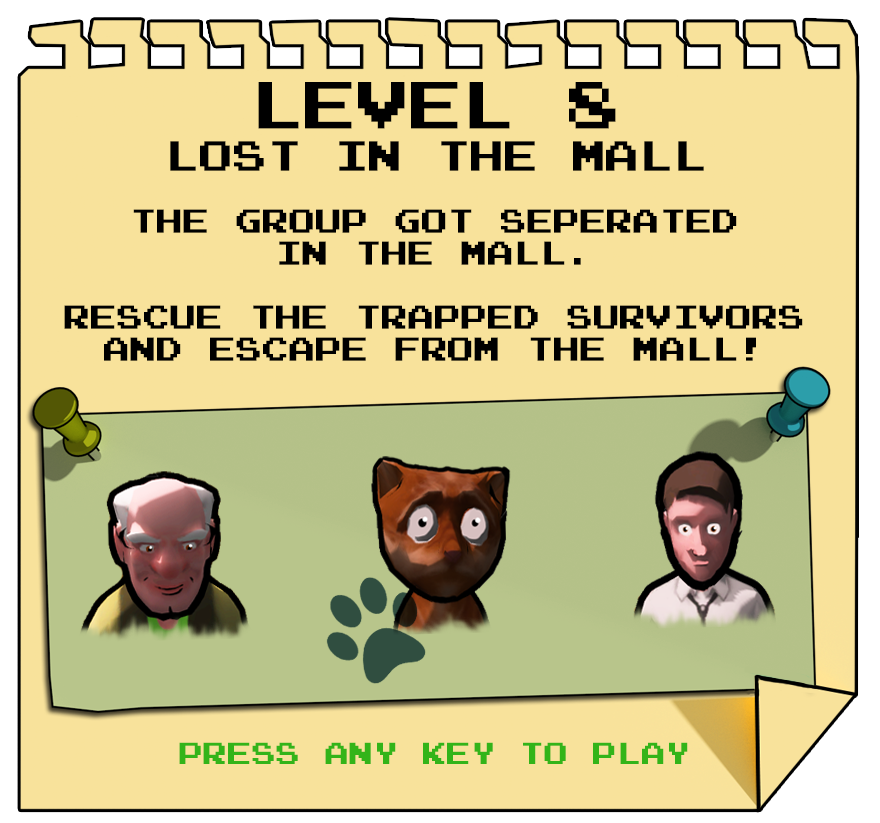 LEVEL 8
LOST IN THE MALL
THE GROUP GOT SEPERATED
IN THE MALL.
RESCUE THE TRAPPED SURVIVORS
AND ESCAPE FROM THE MALL!
PRESS ANY KEY TO PLAY